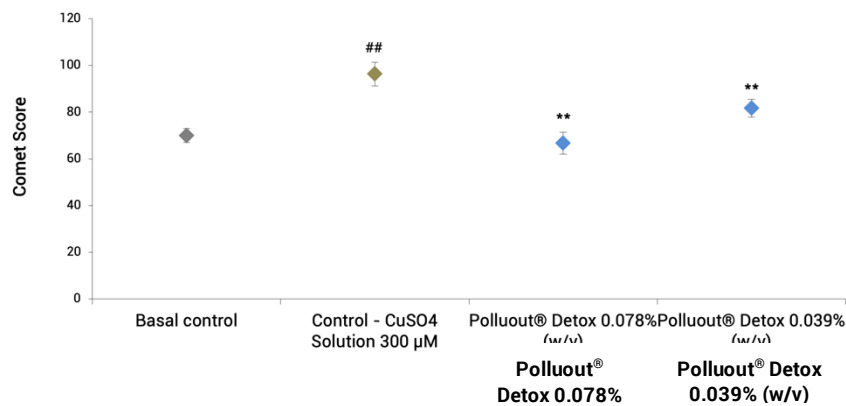 120
100
80
60
40
20
0
Comet Score
##
**
**
Basal control
Control - CuSO4
Solution 300 µM
Polluout® Detox 0.078%
(w/v)
Polluout® Detox 0.039%
(w/v)
Polluout®
Detox 0.078%
Polluout® Detox
0.039% (w/v)